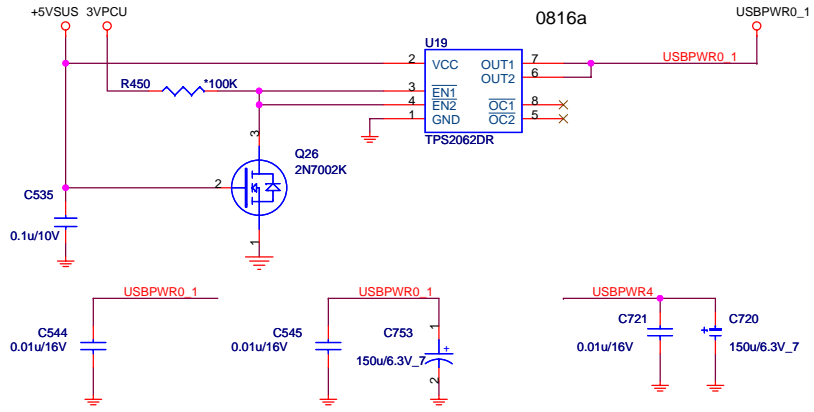 +5VSUS 3VPCU 0816a USBPWR0_1
U19
2 VCC OUT1 7 USBPWR0_1
OUT2 6
R450 *100K 3 EN1
4 EN2 OC1 8
1 GND OC2 5
TPS2062DR
3
Q26
2N7002K
2
C535
0.1u/10V
1
USBPWR0_1 USBPWR0_1 USBPWR4
C544 C545 C753 1 C721 C720
0.01u/16V 0.01u/16V + 0.01u/16V + 150u/6.3V_7
150u/6.3V_7
2